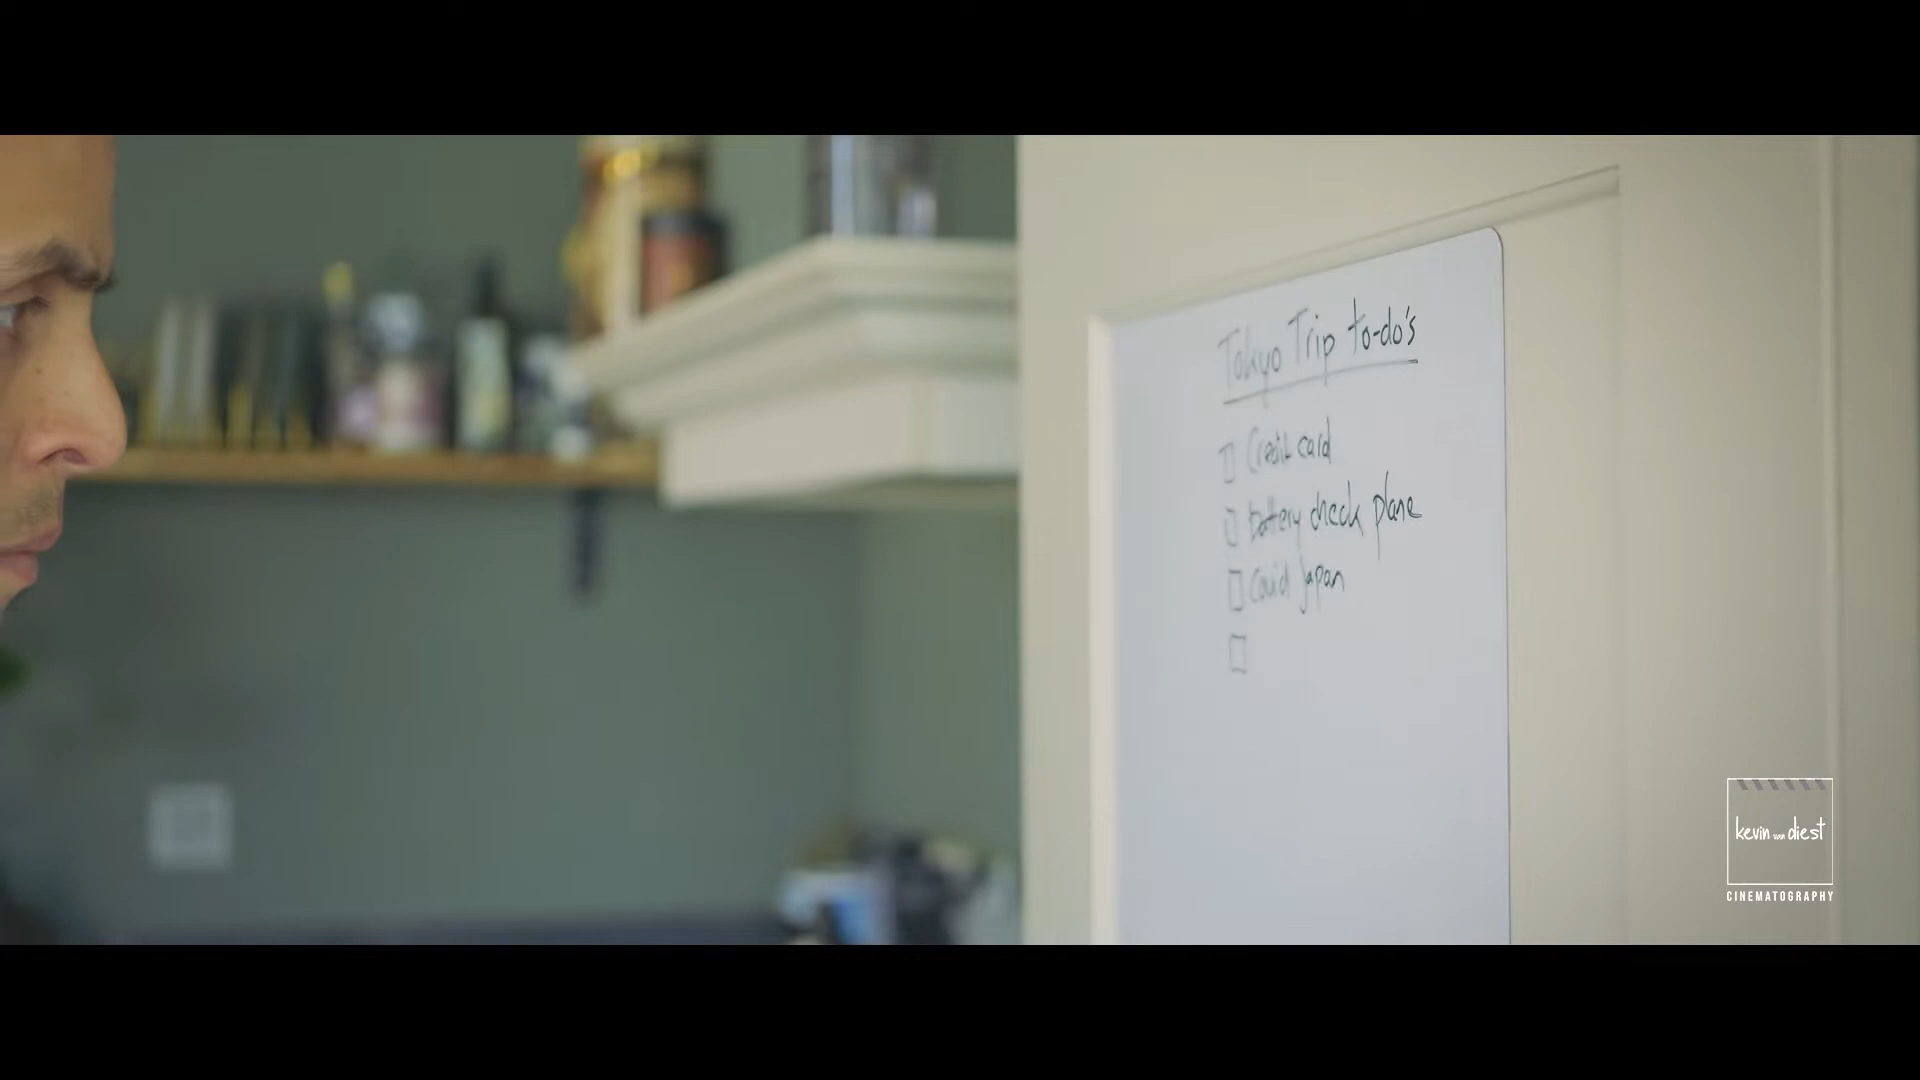 Tokyo Trip to-do's
Credit card
battery check plane
Covid Japan
kevin van diest
CINEMATOGRAPHY